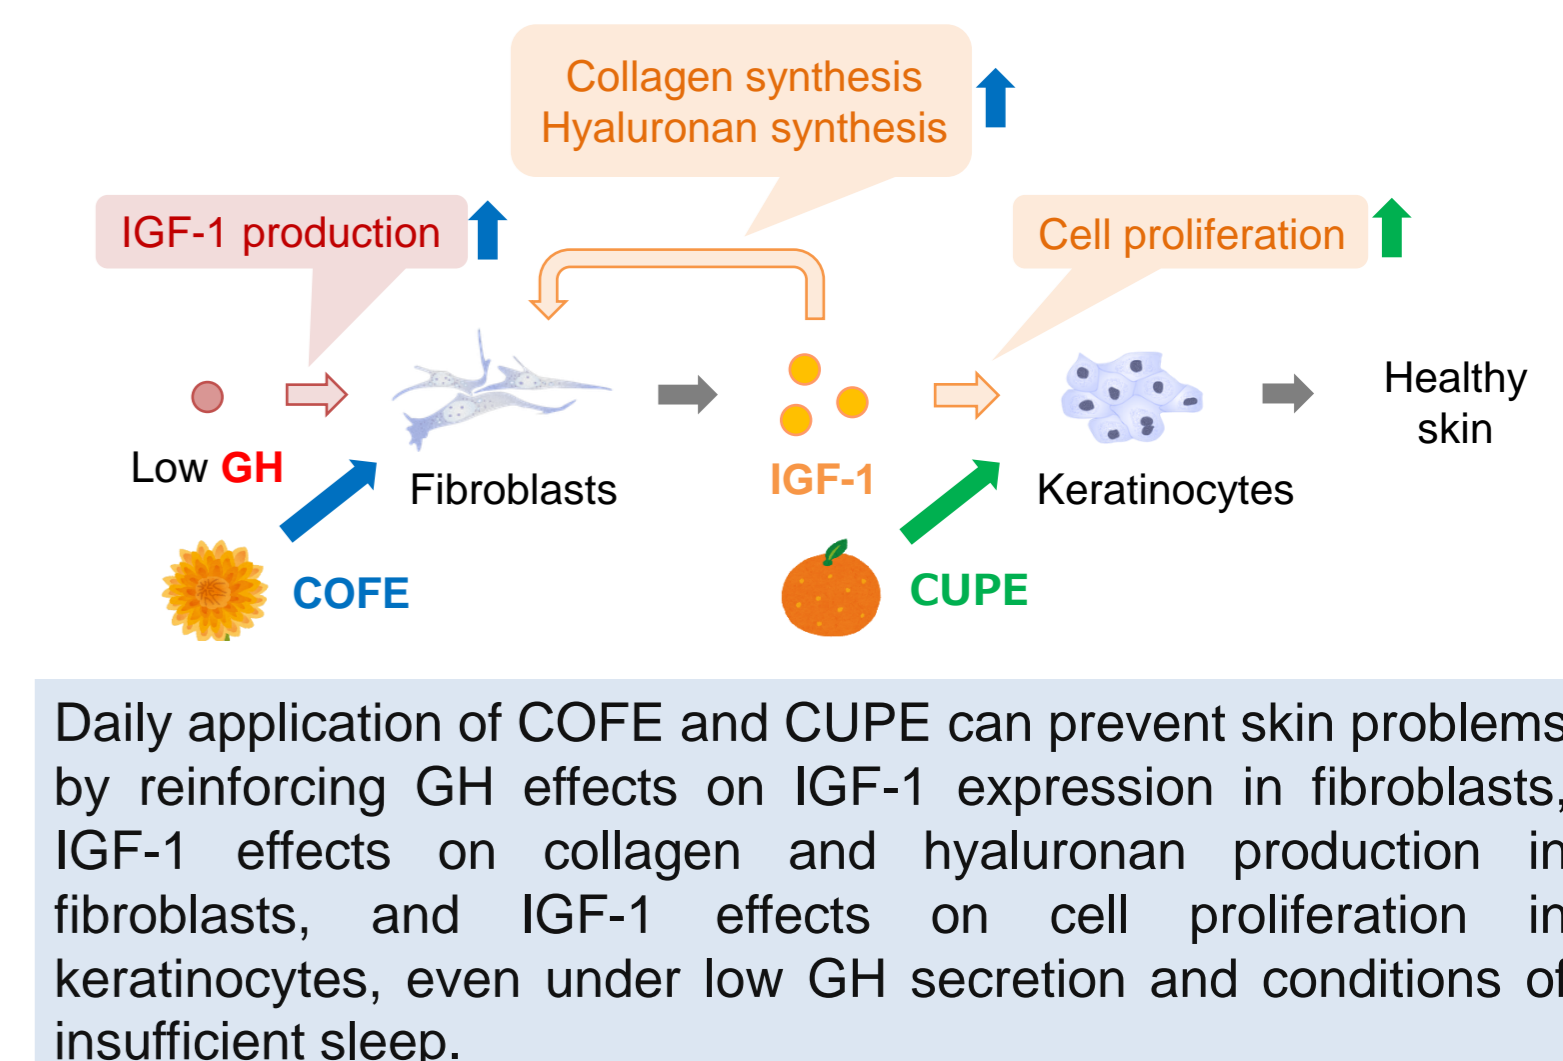 Collagen synthesis
Hyaluronan synthesis
IGF-1 production
Cell proliferation
Healthy
skin
Low GH
Fibroblasts
IGF-1
Keratinocytes
COFE
CUPE
Daily application of COFE and CUPE can prevent skin problems
by reinforcing GH effects on IGF-1 expression in fibroblasts,
IGF-1 effects on collagen and hyaluronan production in
fibroblasts, and IGF-1 effects on cell proliferation in
keratinocytes, even under low GH secretion and conditions of
insufficient sleep.